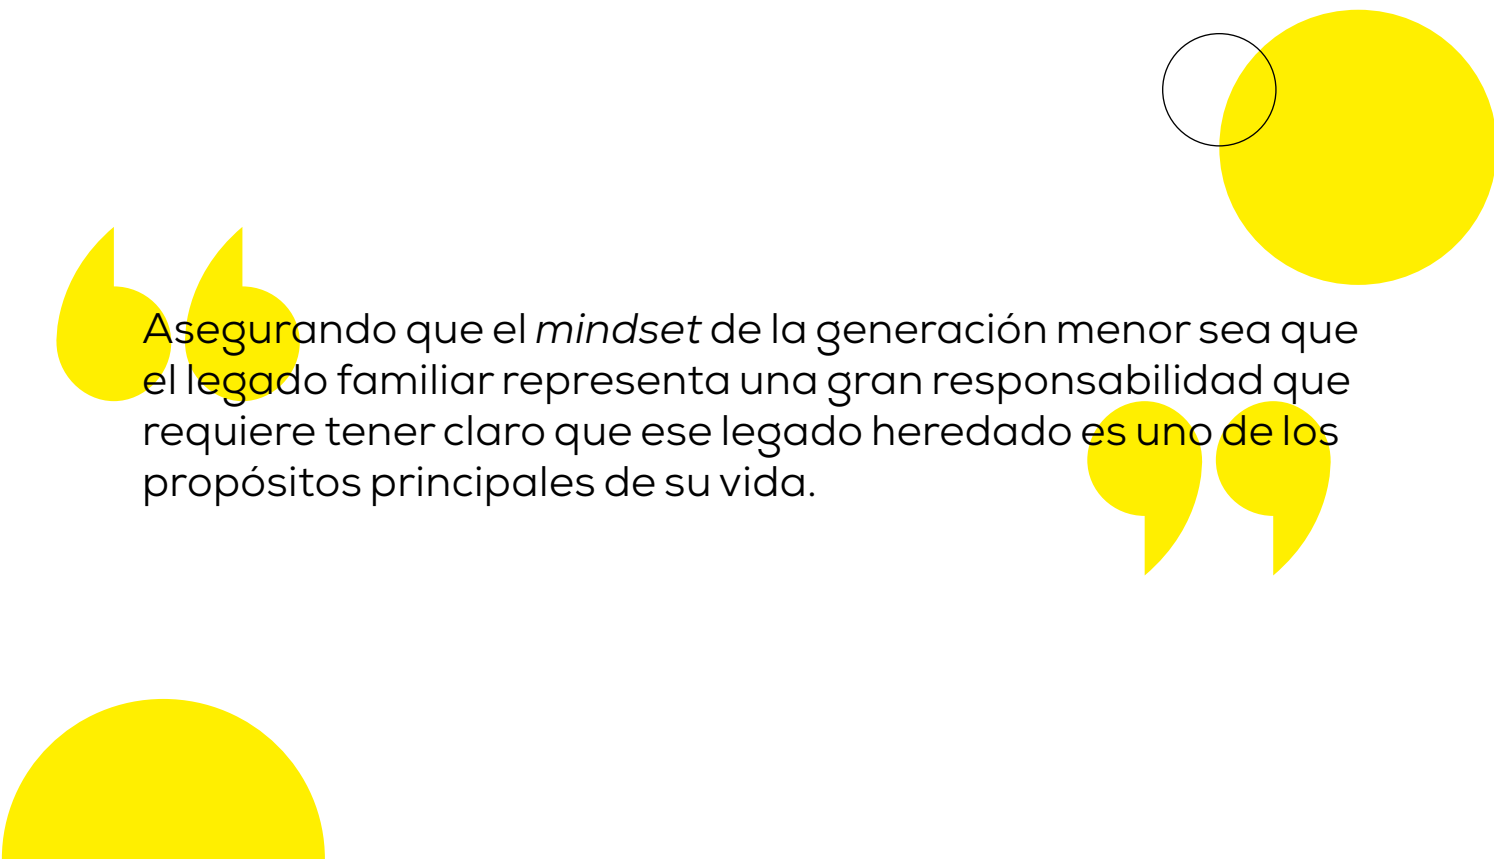 Asegurando que el mindset de la generación menor sea que
el legado familiar representa una gran responsabilidad que
requiere tener claro que ese legado heredado es uno de los
propósitos principales de su vida.